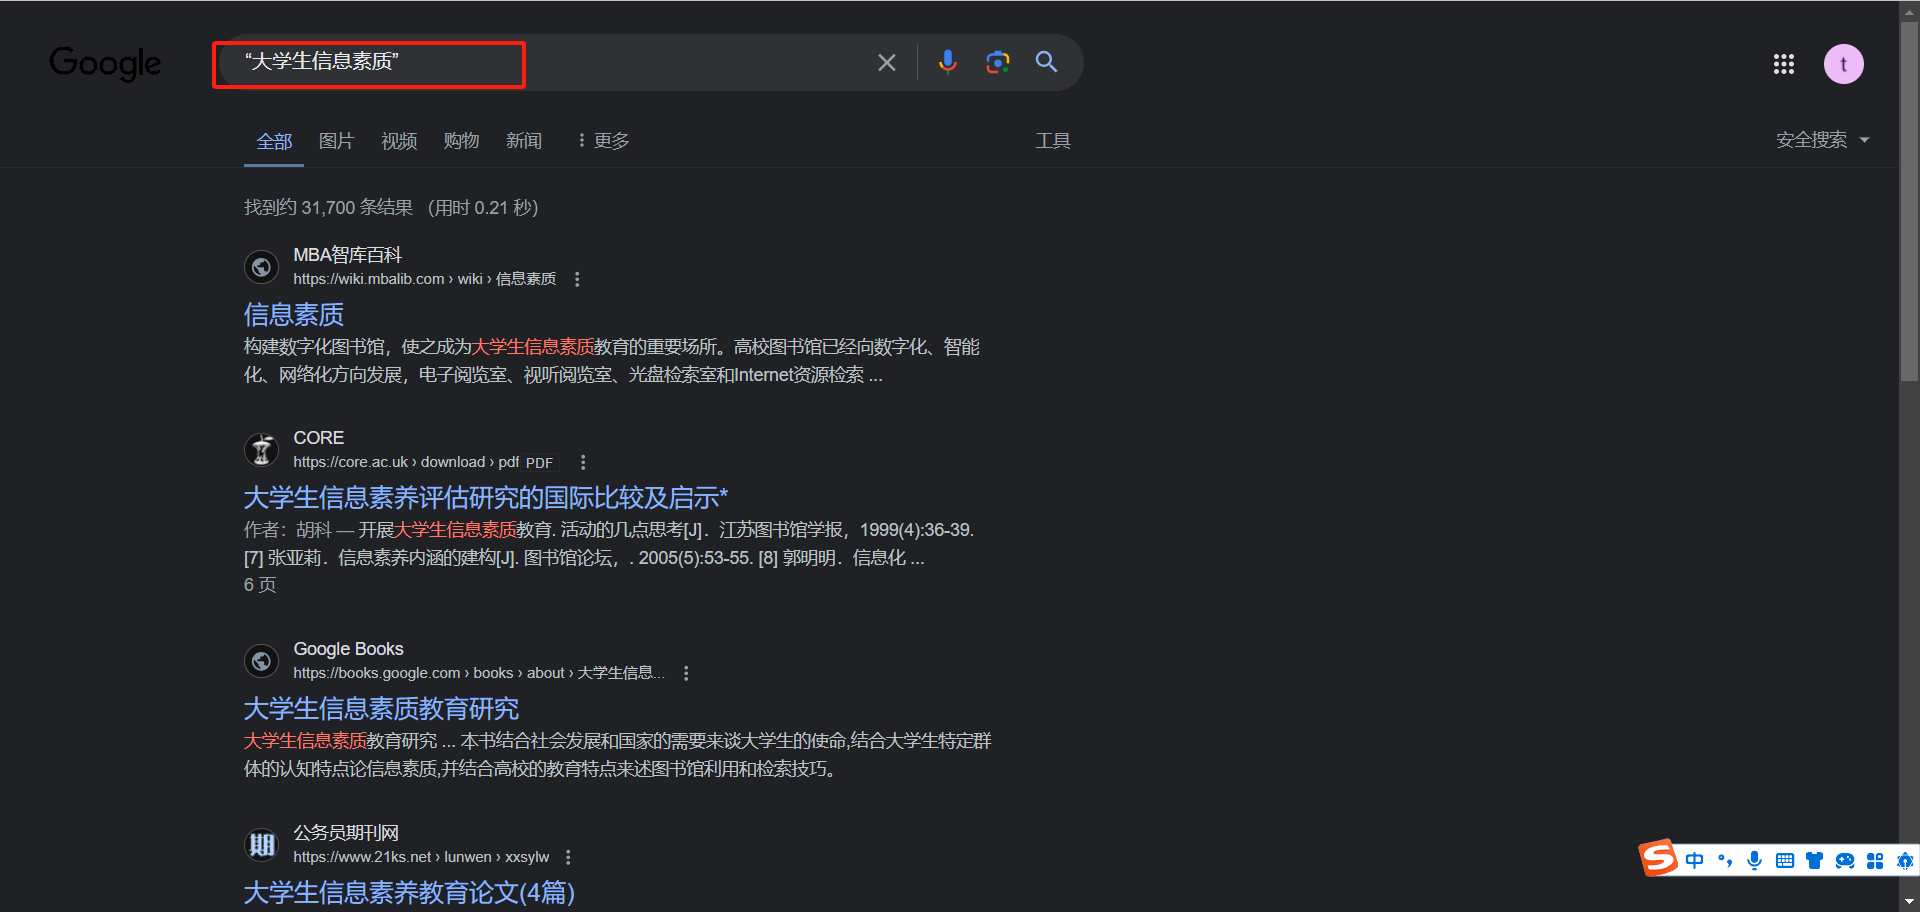 Google
“大学生信息素质”
t
全部 图片 视频 购物 新闻 更多 工具 安全搜索
找到约 31,700 条结果 （用时 0.21 秒）
MBA智库百科
https://wiki.mbalib.com › wiki › 信息素质
信息素质
构建数字化图书馆，使之成为大学生信息素质教育的重要场所。高校图书馆已经向数字化、智能
化、网络化方向发展，电子阅览室、视听阅览室、光盘检索室和Internet资源检索 ...
CORE
https://core.ac.uk › download › pdf PDF
大学生信息素养评估研究的国际比较及启示*
作者：胡科 — 开展大学生信息素质教育. 活动的几点思考[J]．江苏图书馆学报，1999(4):36-39.
[7] 张亚莉．信息素养内涵的建构[J]. 图书馆论坛，. 2005(5):53-55. [8] 郭明明．信息化 ...
6 页
Google Books
https://books.google.com › books › about › 大学生信息...
大学生信息素质教育研究
大学生信息素质教育研究 ... 本书结合社会发展和国家的需要来谈大学生的使命,结合大学生特定群
体的认知特点论信息素质,并结合高校的教育特点来述图书馆利用和检索技巧。
期
公务员期刊网
https://www.21ks.net › lunwen › xxsylw
大学生信息素养教育论文(4篇)
S 中 °,